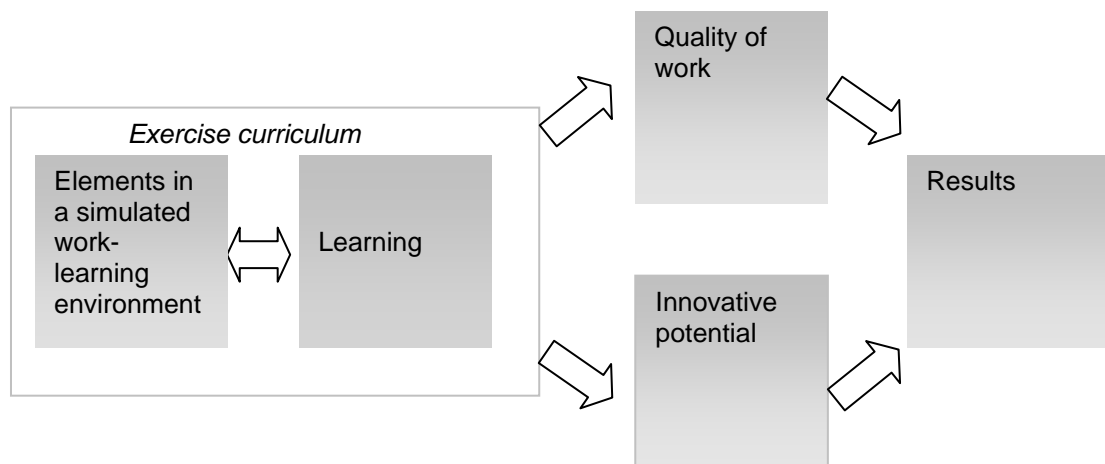 Exercise curriculum
Elements in
a simulated
work-
learning
environment
Learning
Quality of
work
Innovative
potential
Results